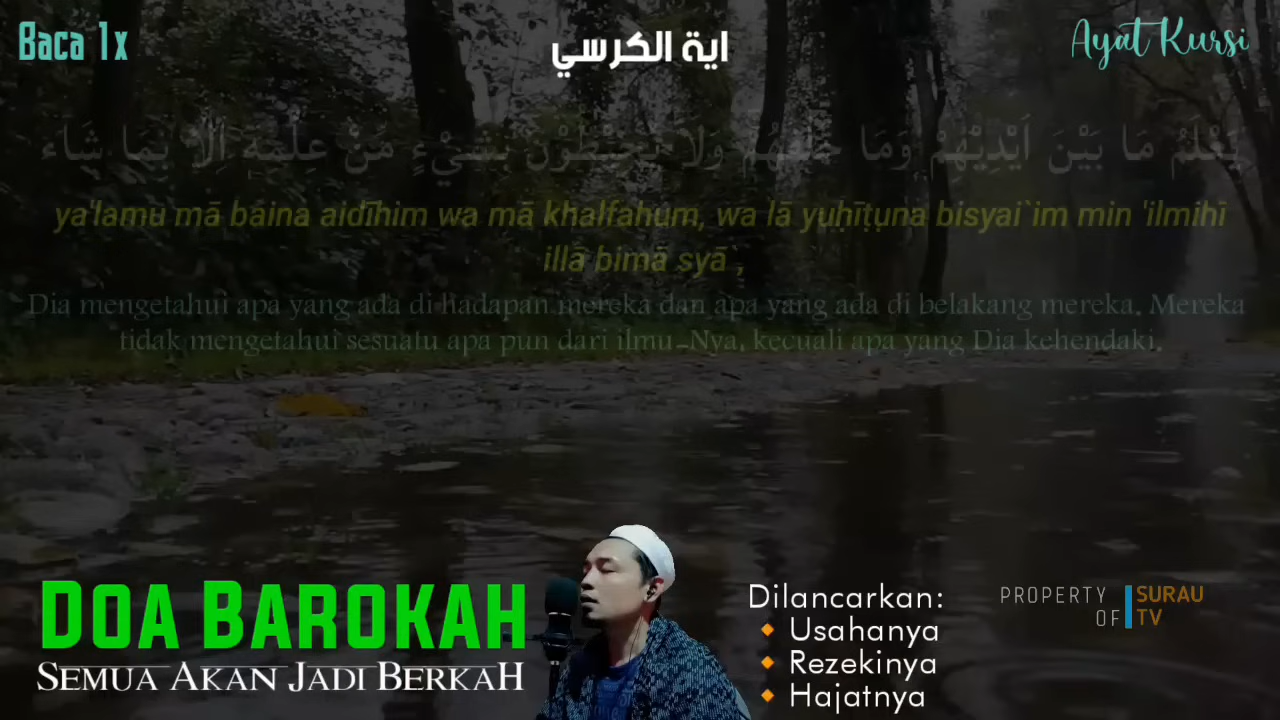 Baca 1x
اية الكرسي
Ayat Kursi
يَعْلَمُ مَا بَيْنَ اَيْدِيْهِمْ وَمَا خَلْفَهُمْ وَلَا يُحِيْطُوْنَ بِشَيْءٍ مِّنْ عِلْمِهٖٓ اِلَّا بِمَا شَاۤءَ
ya'lamu mā baina aidīhim wa mā khalfahum, wa lā yuḥīṭụna bisyai`im min 'ilmihī
illā bimā syā`,
Dia mengetahui apa yang ada di hadapan mereka dan apa yang ada di belakang mereka. Mereka
tidak mengetahui sesuatu apa pun dari ilmu-Nya, kecuali apa yang Dia kehendaki.
DOA BAROKAH
SEMUA AKAN JADI BERKAH
Dilancarkan:
Usahanya
Rezekinya
Hajatnya
PROPERTY OF
SURAU TV